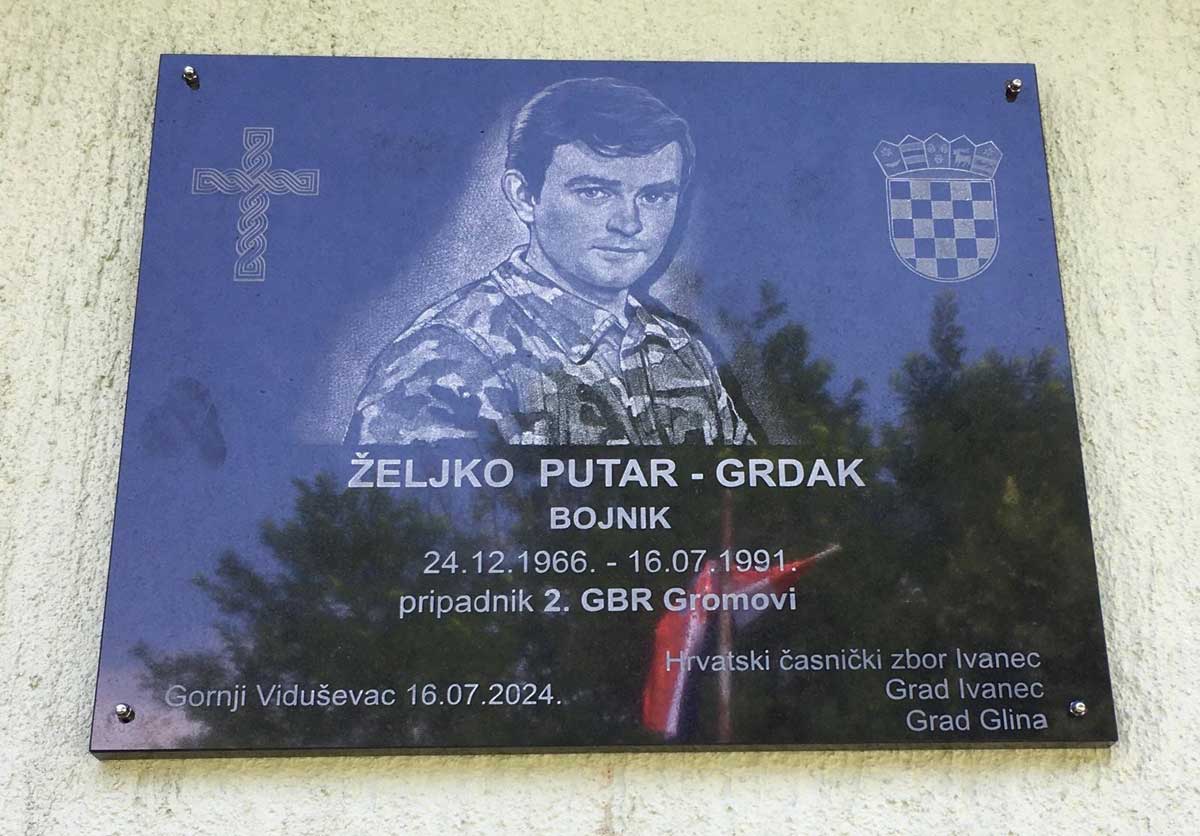 ŽELJKO PUTAR - GRDAK
BOJNIK
24.12.1966. - 16.07.1991.
pripadnik 2. GBR Gromovi
Hrvatski časnički zbor Ivanec
Grad Ivanec
Grad Glina
Gornji Viduševac 16.07.2024.